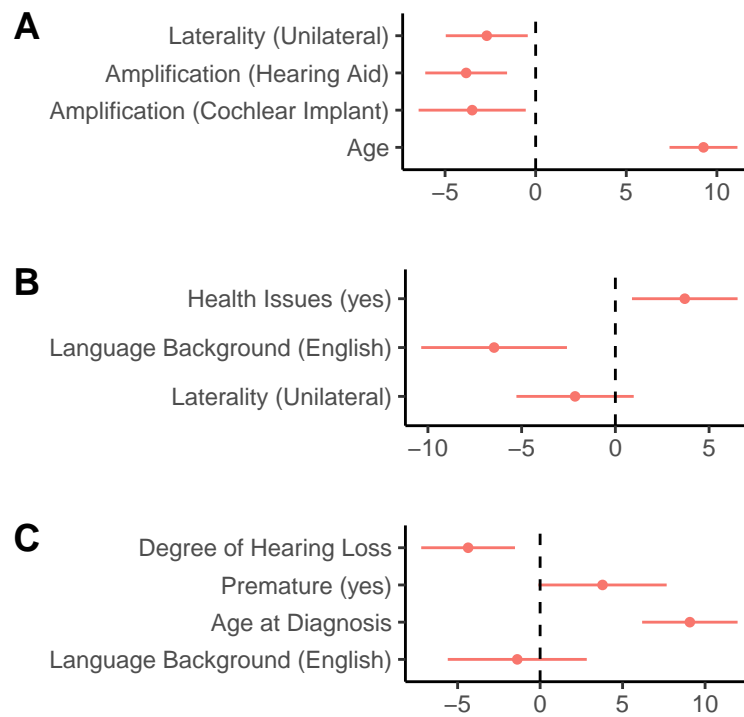 A
Laterality (Unilateral)
Amplification (Hearing Aid)
Amplification (Cochlear Implant)
Age
−5 0 5 10
B
Health Issues (yes)
Language Background (English)
Laterality (Unilateral)
−10 −5 0 5
C
Degree of Hearing Loss
Premature (yes)
Age at Diagnosis
Language Background (English)
−5 0 5 10